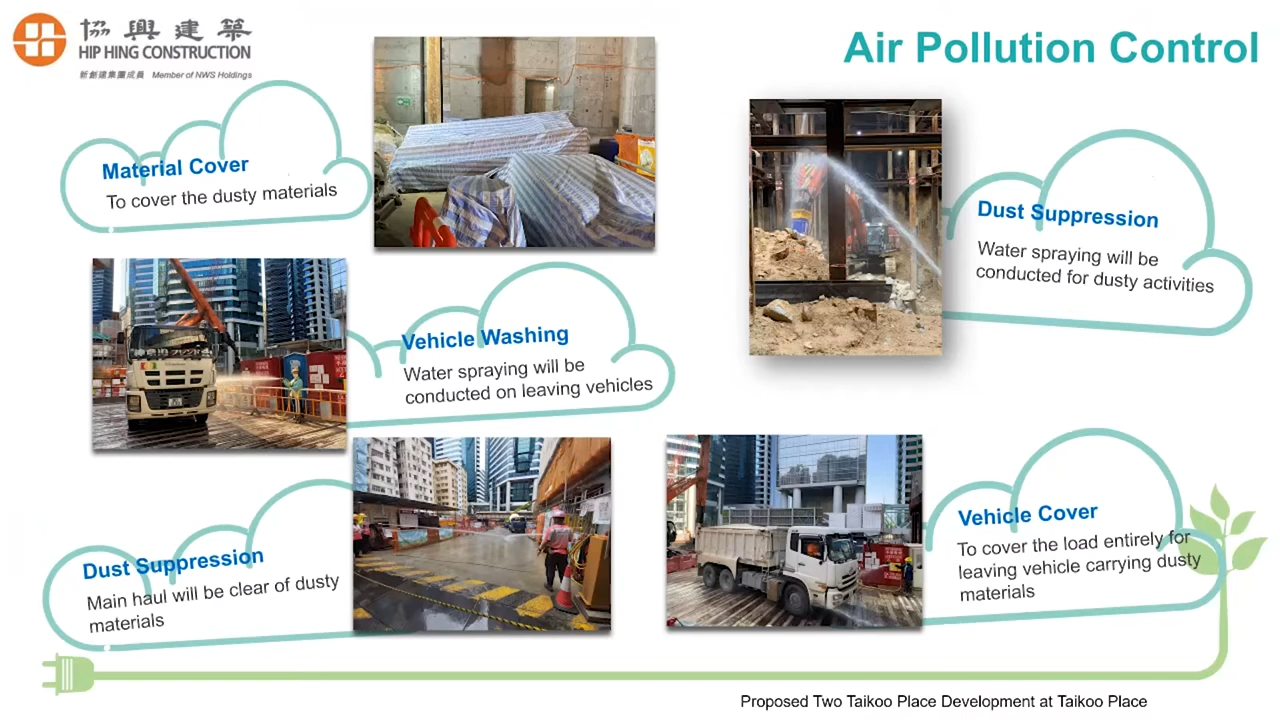 協興建築
HIP HING CONSTRUCTION
新創建集團成員 Member of NWS Holdings
Air Pollution Control
Material Cover
To cover the dusty materials
Dust Suppression
Water spraying will be
conducted for dusty activities
Vehicle Washing
Water spraying will be
conducted on leaving vehicles
Dust Suppression
Main haul will be clear of dusty
materials
Vehicle Cover
To cover the load entirely for
leaving vehicle carrying dusty
materials
Proposed Two Taikoo Place Development at Taikoo Place